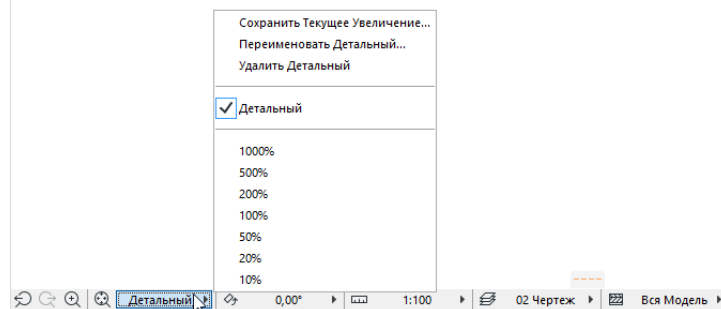 Сохранить Текущее Увеличение...
Переименовать Детальный...
Удалить Детальный
Детальный
1000%
500%
200%
100%
50%
20%
10%
Детальный 0,00° 1:100 02 Чертеж Вся Модель